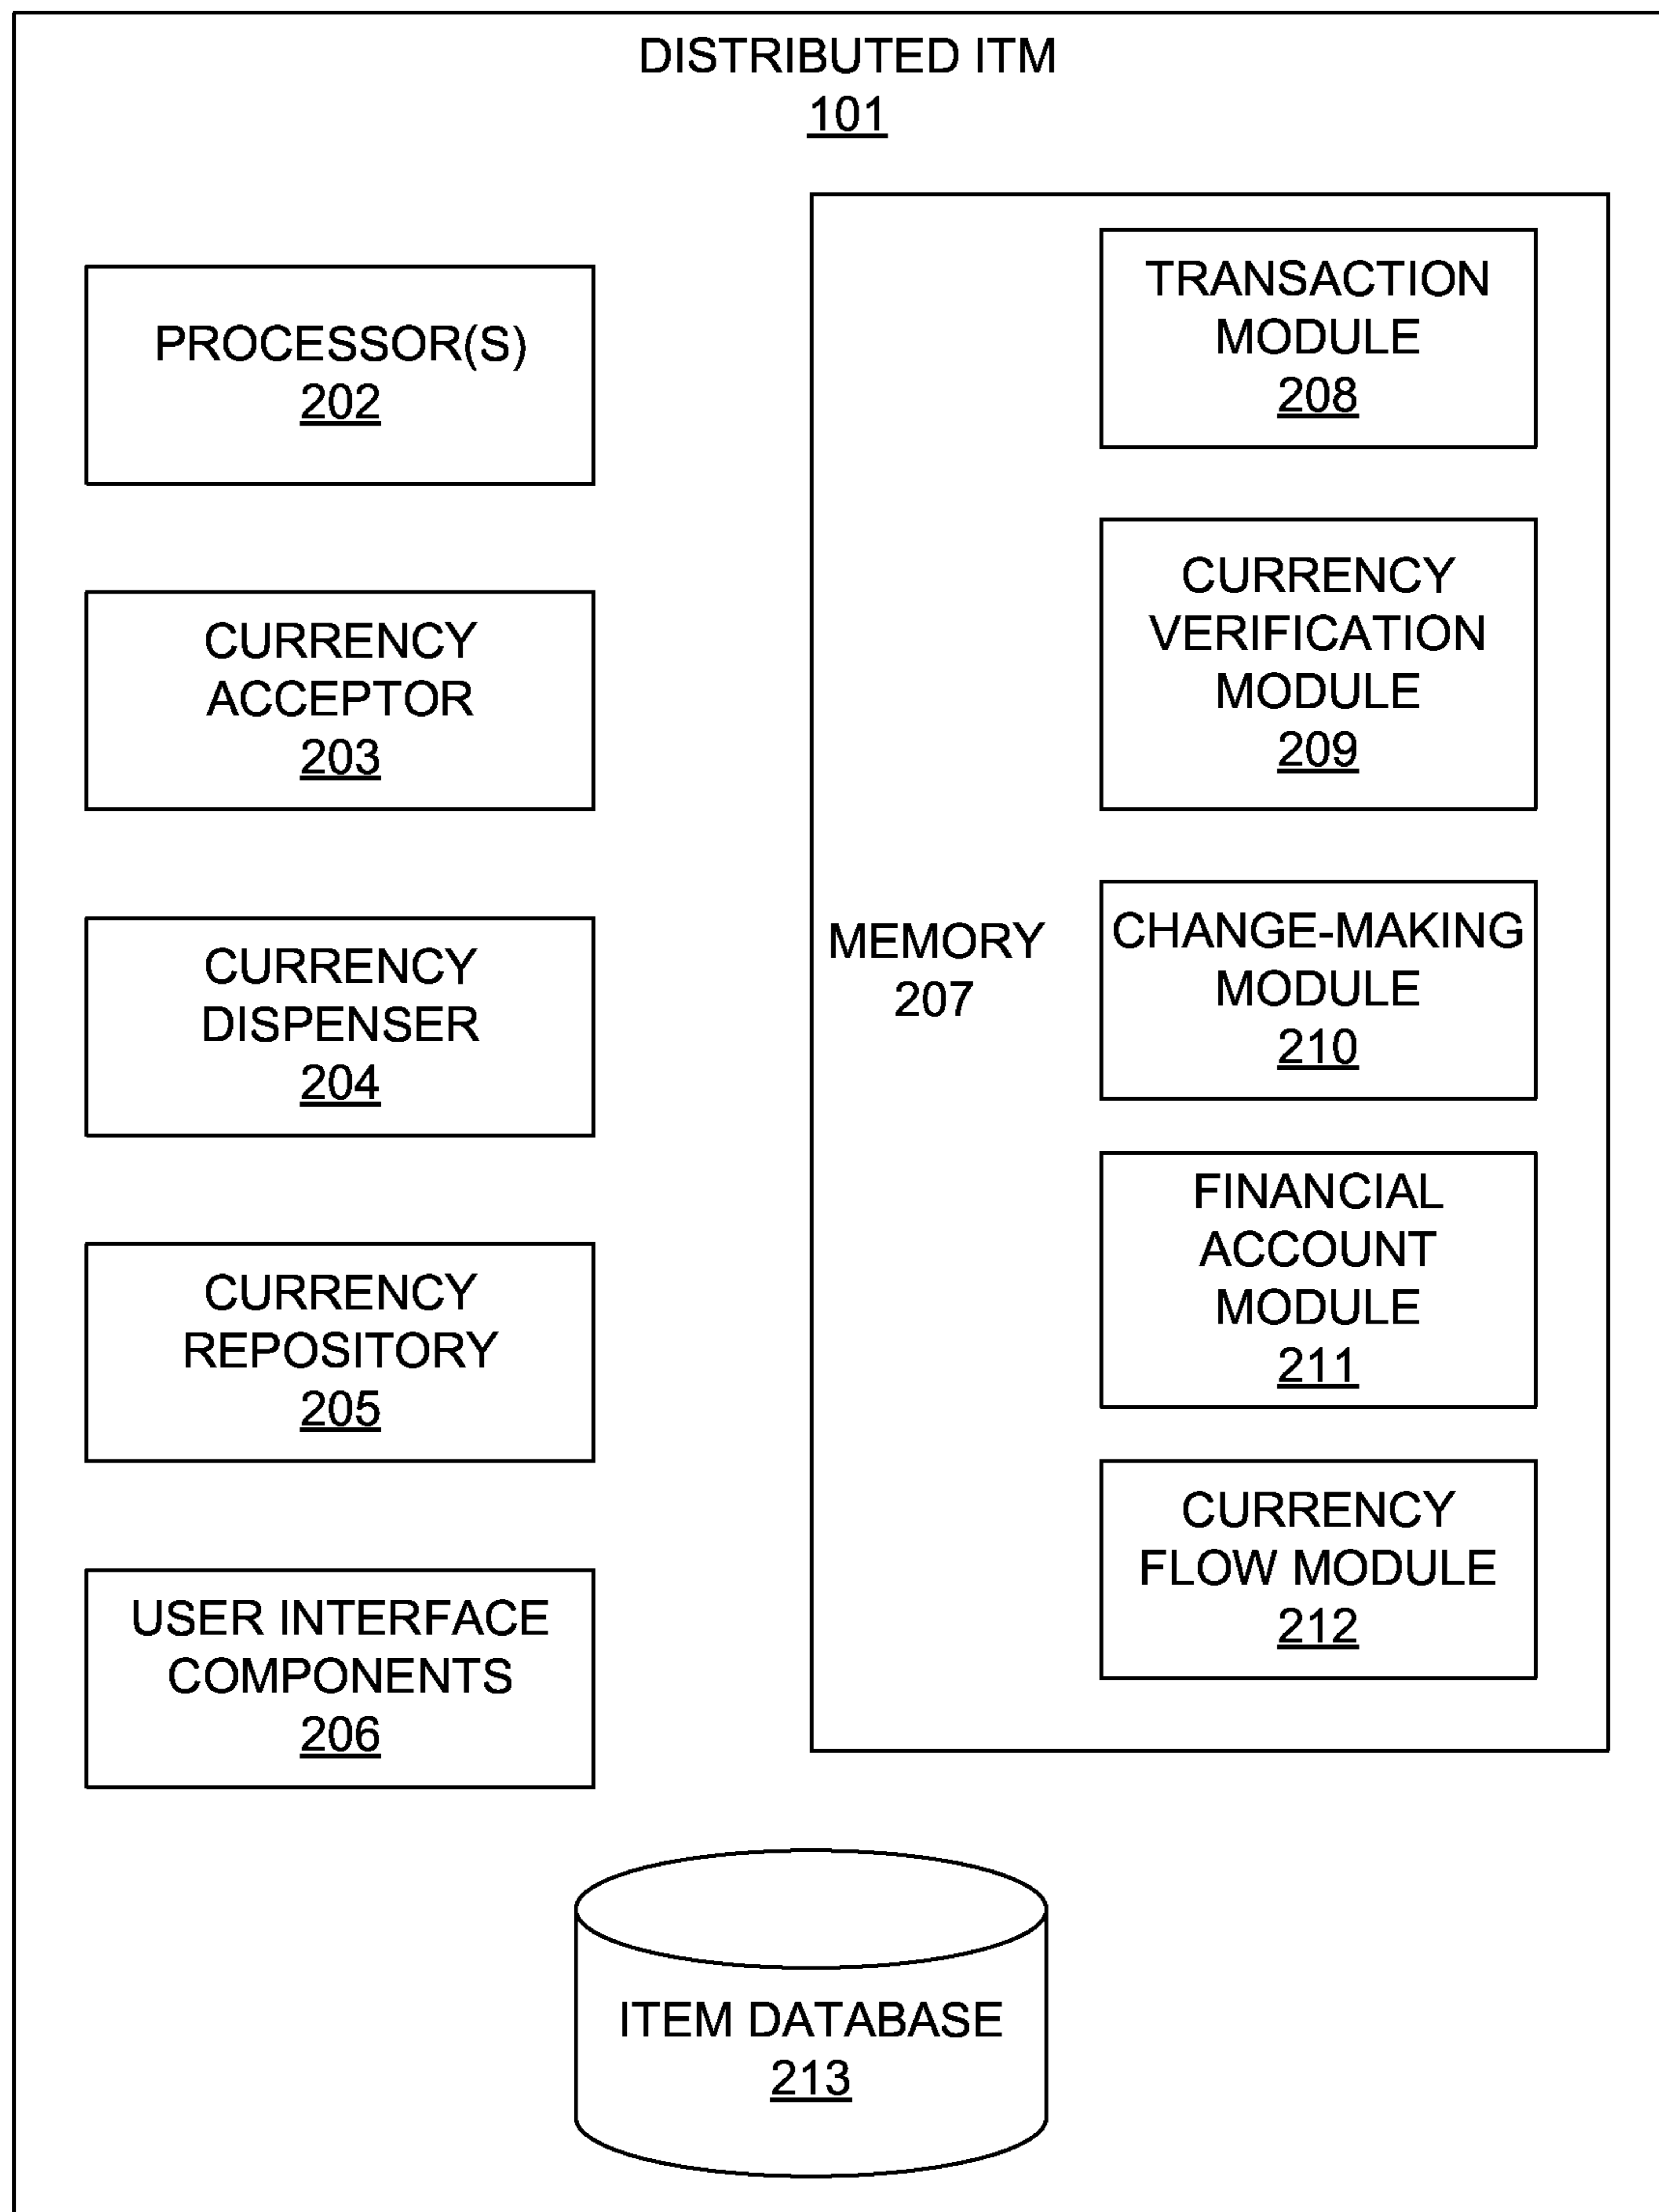 DISTRIBUTED ITM
101
PROCESSOR(S)
202
CURRENCY
ACCEPTOR
203
CURRENCY
DISPENSER
204
CURRENCY
REPOSITORY
205
USER INTERFACE
COMPONENTS
206
MEMORY
207
TRANSACTION
MODULE
208
CURRENCY
VERIFICATION
MODULE
209
CHANGE-MAKING
MODULE
210
FINANCIAL
ACCOUNT
MODULE
211
CURRENCY
FLOW MODULE
212
ITEM DATABASE
213